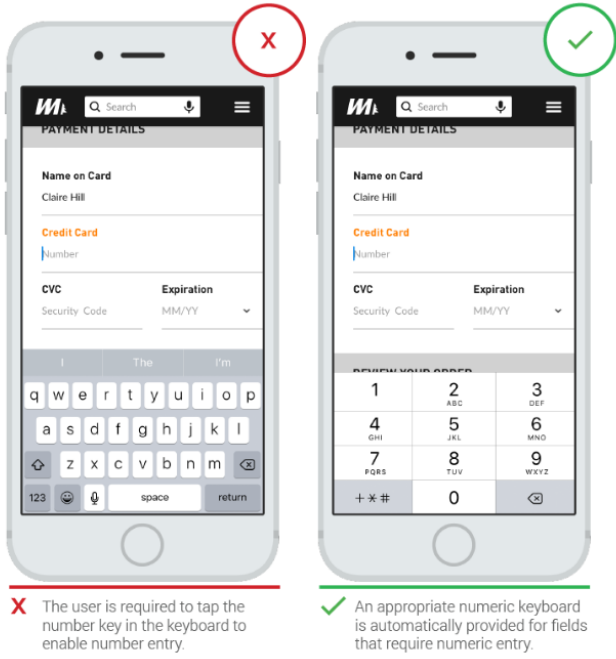 X
Search
PAYMENT DETAILS
Name on Card
Claire Hill
Credit Card
Number
CVC Expiration
Security Code MM/YY
I The I'm
q w e r t y u i o p
a s d f g h j k l
z x c v b n m
123 space return
X The user is required to tap the
number key in the keyboard to
enable number entry.
Search
PAYMENT DETAILS
Name on Card
Claire Hill
Credit Card
Number
CVC Expiration
Security Code MM/YY
REVIEW YOUR ORDER
1 2 3
ABC DEF
4 5 6
GHI JKL MNO
7 8 9
PQRS TUV WXYZ
+*# 0
An appropriate numeric keyboard
is automatically provided for fields
that require numeric entry.